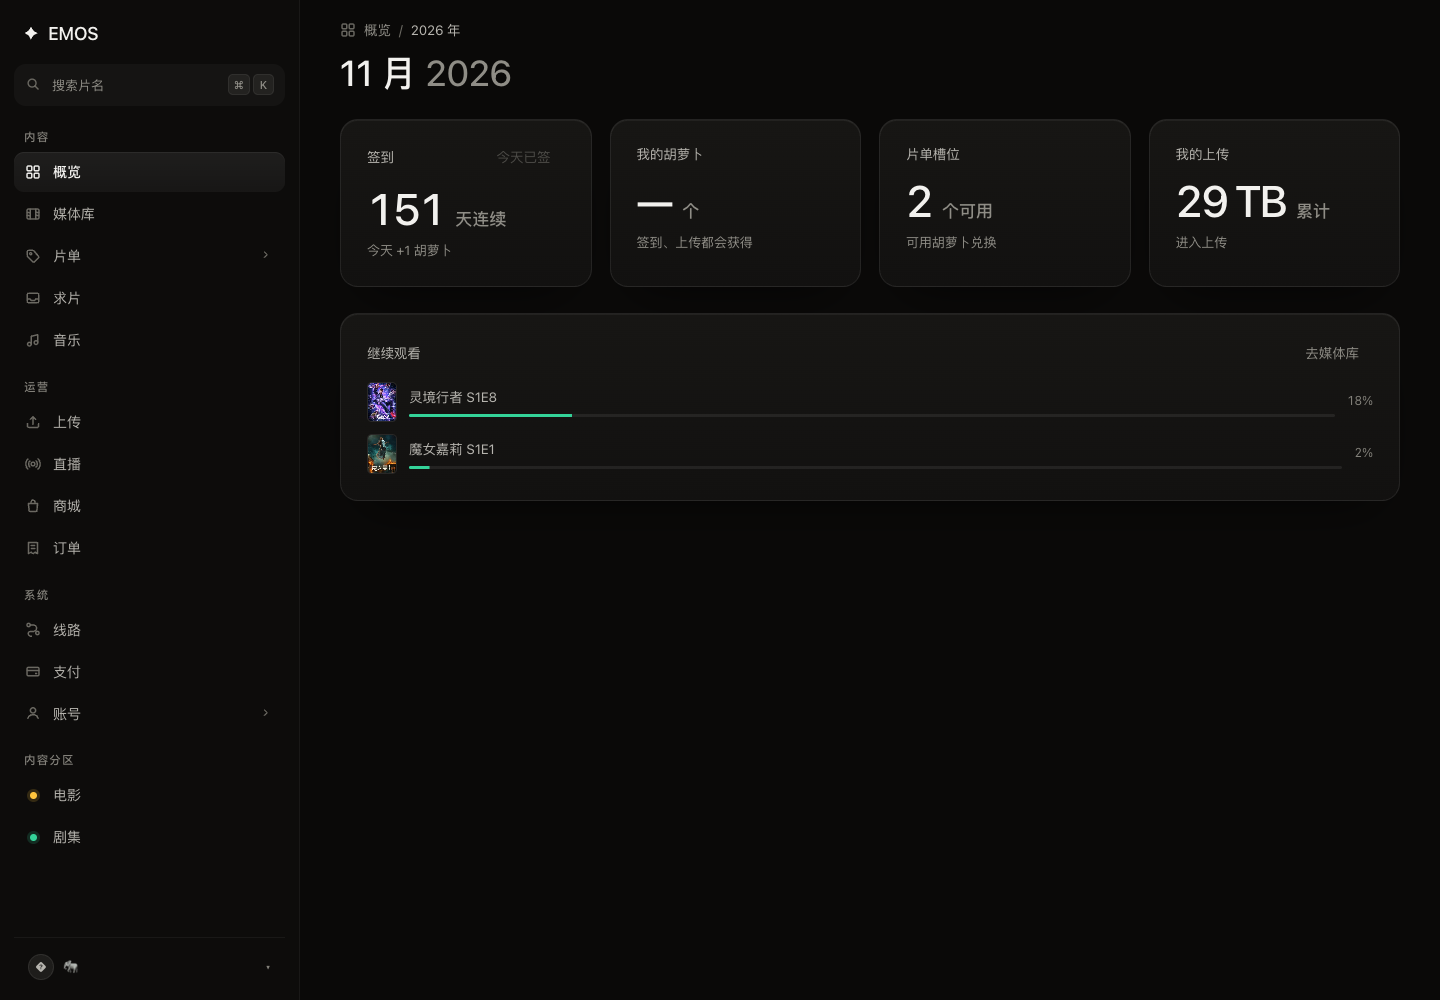 EMOS
搜索片名 ⌘ K
内容
概览
媒体库
片单
求片
音乐
运营
上传
直播
商城
订单
系统
线路
支付
账号
内容分区
电影
剧集
概览 / 2026 年
11 月 2026
签到 今天已签
151 天连续
今天 +1 胡萝卜
我的胡萝卜
— 个
签到、上传都会获得
片单槽位
2 个可用
可用胡萝卜兑换
我的上传
29 TB 累计
进入上传
继续观看 去媒体库
灵境行者 S1E8 18%
魔女嘉莉 S1E1 2%